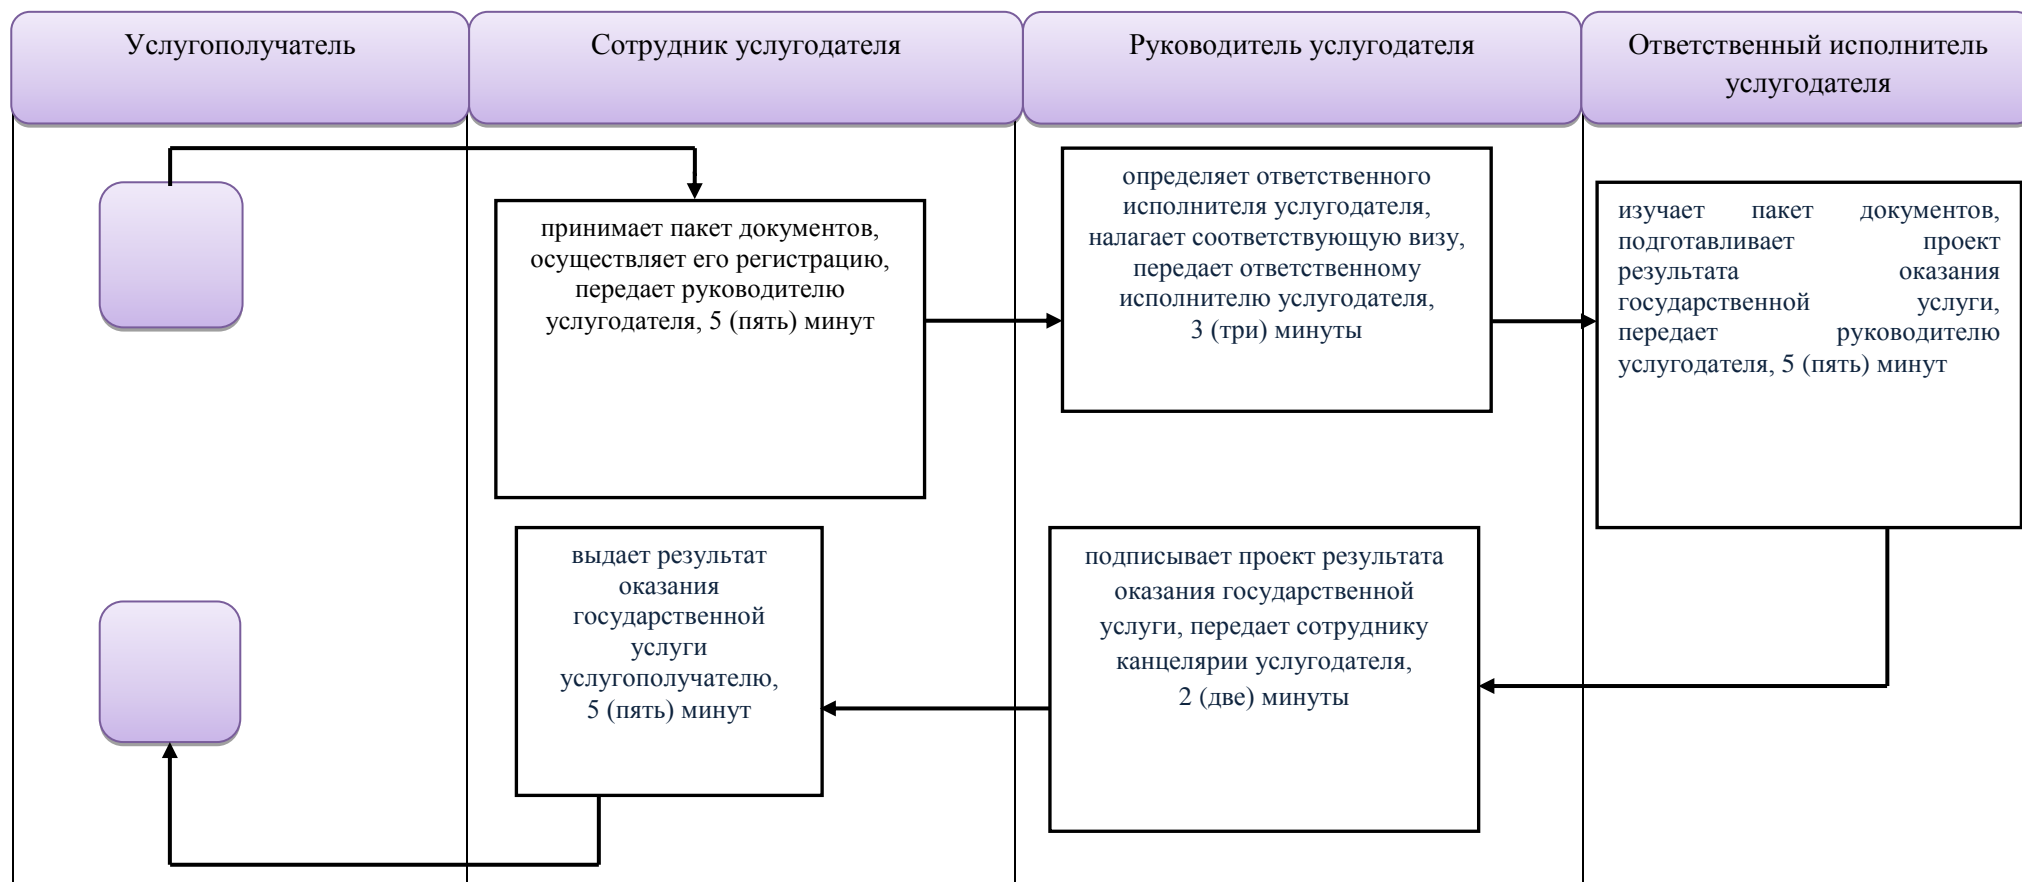 Услугополучатель
Сотрудник услугодателя
Руководитель услугодателя
Ответственный исполнитель
услугодателя
принимает пакет документов,
осуществляет его регистрацию,
передает руководителю
услугодателя, 5 (пять) минут
определяет ответственного
исполнителя услугодателя,
налагает соответствующую визу,
передает ответственному
исполнителю услугодателя,
3 (три) минуты
изучает пакет документов,
подготавливает проект
результата оказания
государственной услуги,
передает руководителю
услугодателя, 5 (пять) минут
выдает результат
оказания
государственной
услуги
услугополучателю,
5 (пять) минут
подписывает проект результата
оказания государственной
услуги, передает сотруднику
канцелярии услугодателя,
2 (две) минуты